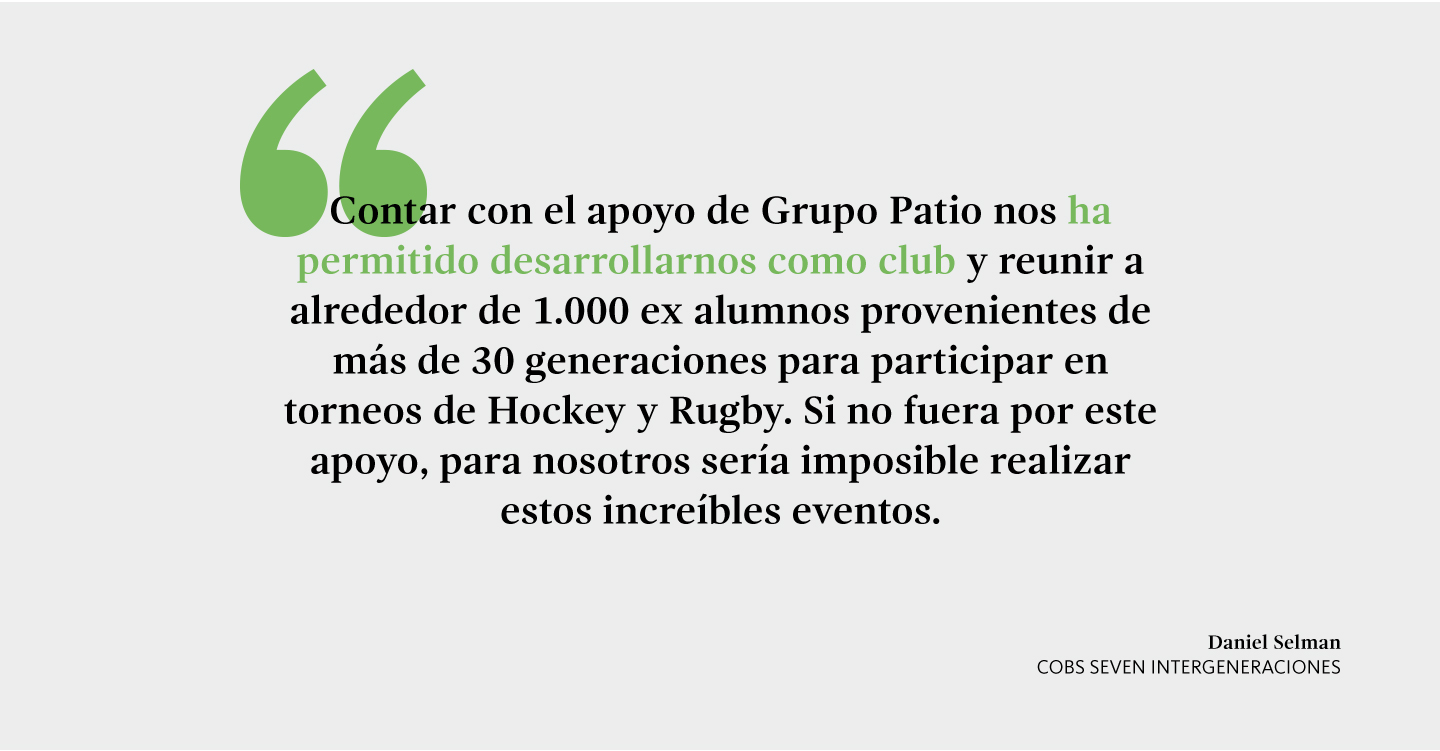 “
Contar con el apoyo de Grupo Patio nos ha
permitido desarrollarnos como club y reunir a
alrededor de 1.000 ex alumnos provenientes de
más de 30 generaciones para participar en
torneos de Hockey y Rugby. Si no fuera por este
apoyo, para nosotros sería imposible realizar
estos increíbles eventos.
Daniel Selman
COBS SEVEN INTERGENERACIONES